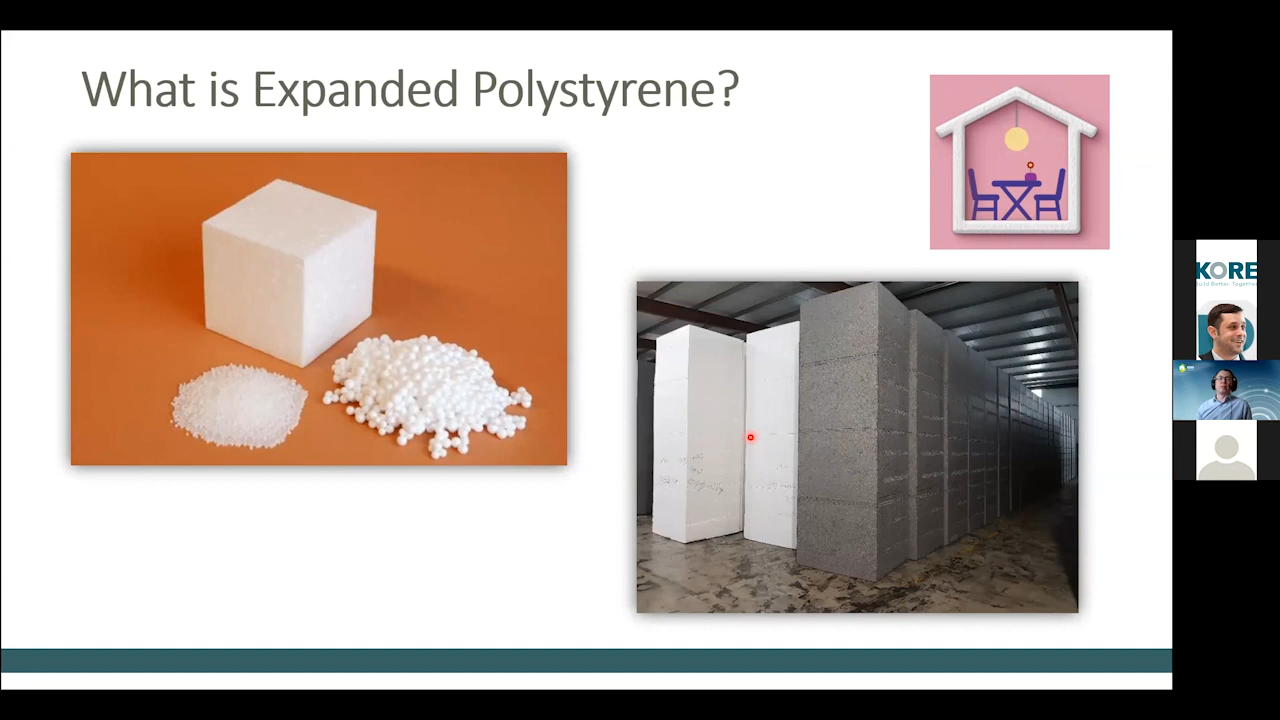 What is Expanded Polystyrene?
KORE
Build Better. Together